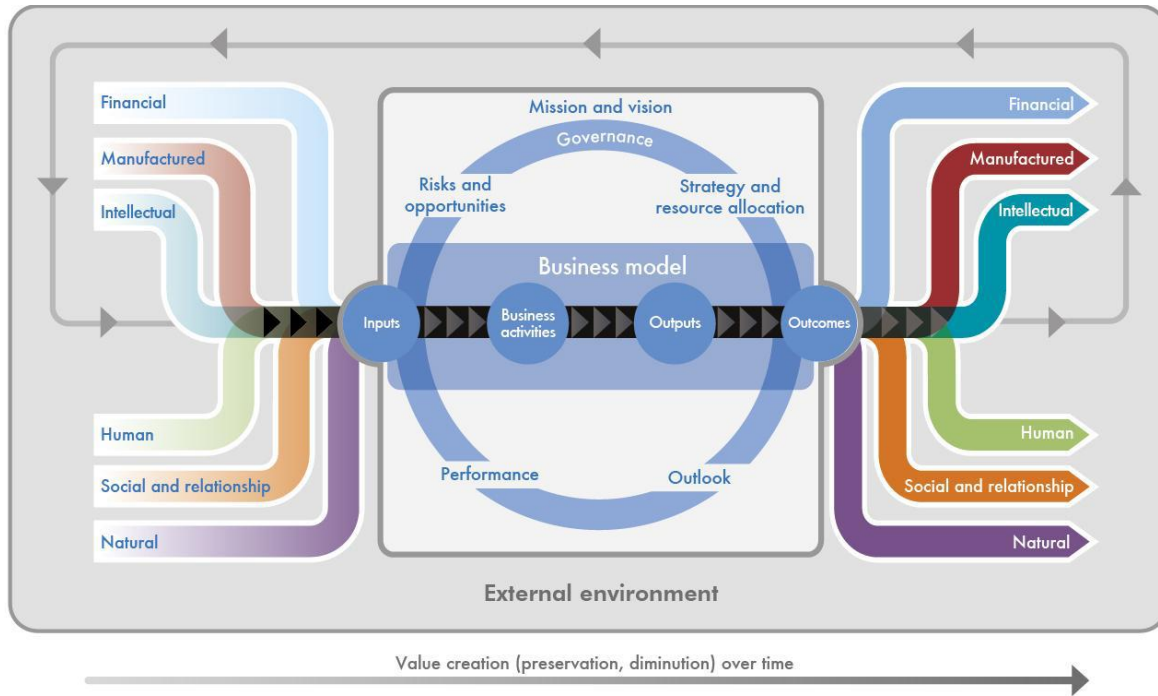 Financial
Manufactured
Intellectual
Human
Social and relationship
Natural
Mission and vision
Governance
Risks and
opportunities
Strategy and
resource allocation
Business model
Inputs
Business
activities
Outputs
Outcomes
Performance
Outlook
Financial
Manufactured
Intellectual
Human
Social and relationship
Natural
External environment
Value creation (preservation, diminution) over time